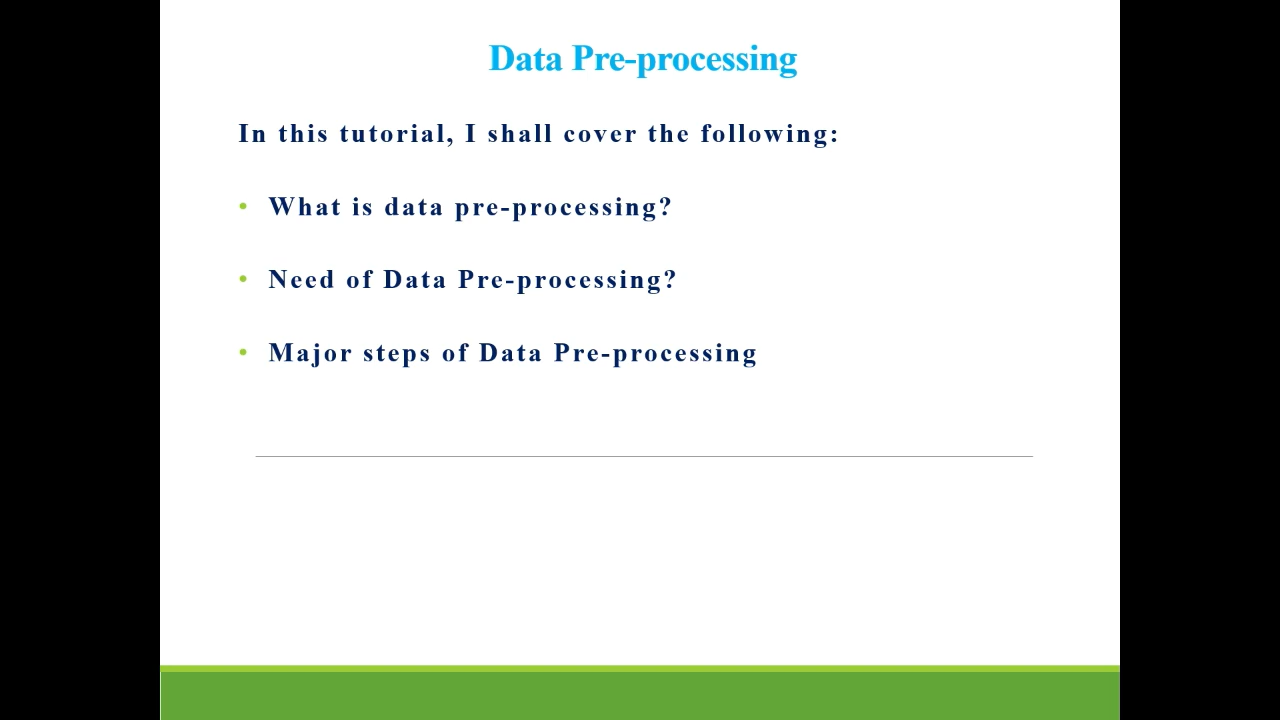 Data Pre-processing
In this tutorial, I shall cover the following:
• What is data pre-processing?
• Need of Data Pre-processing?
• Major steps of Data Pre-processing